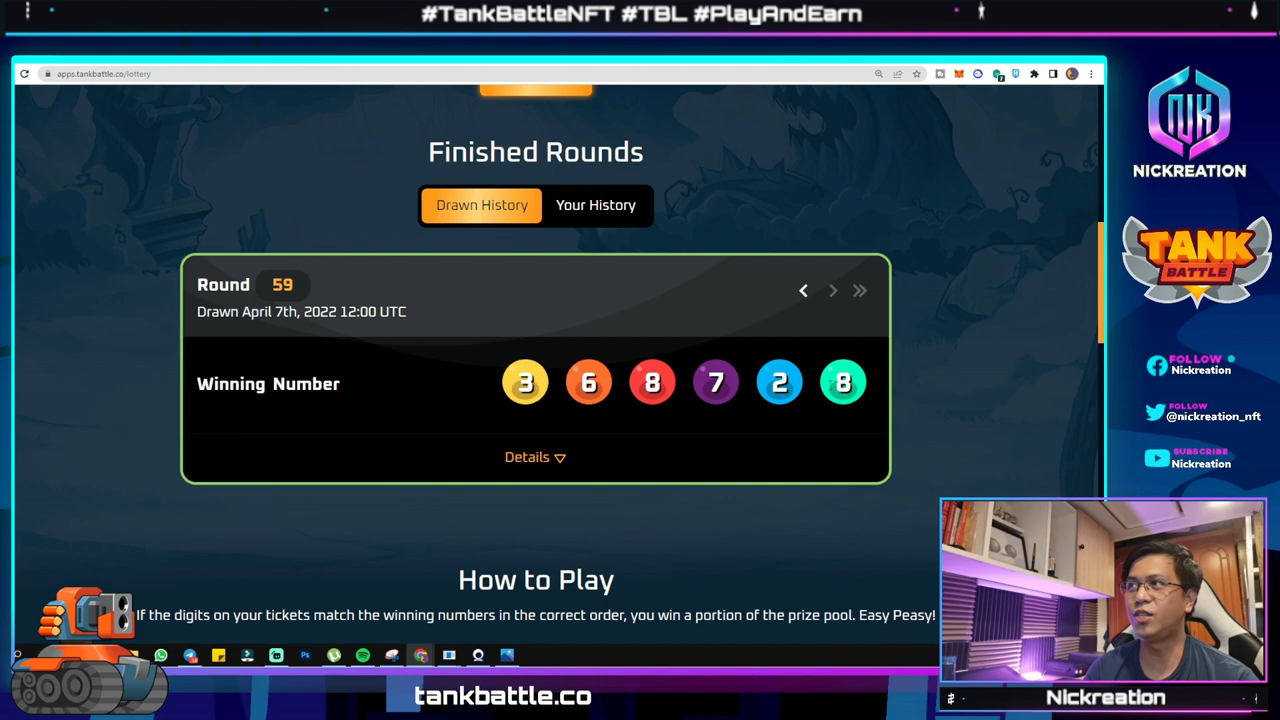 #TankBattleNFT #TBL #PlayAndEarn
apps.tankbattle.co/lottery
NICKREATION
Finished Rounds
Drawn History
Your History
TANK
BATTLE
Round 59
Drawn April 7th, 2022 12:00 UTC
Winning Number 3 6 8 7 2 8
Details
FOLLOW
Nickreation
FOLLOW
@nickreation_nft
SUBSCRIBE
Nickreation
How to Play
If the digits on your tickets match the winning numbers in the correct order, you win a portion of the prize pool. Easy Peasy!
Ps
tankbattle.co
Nickreation